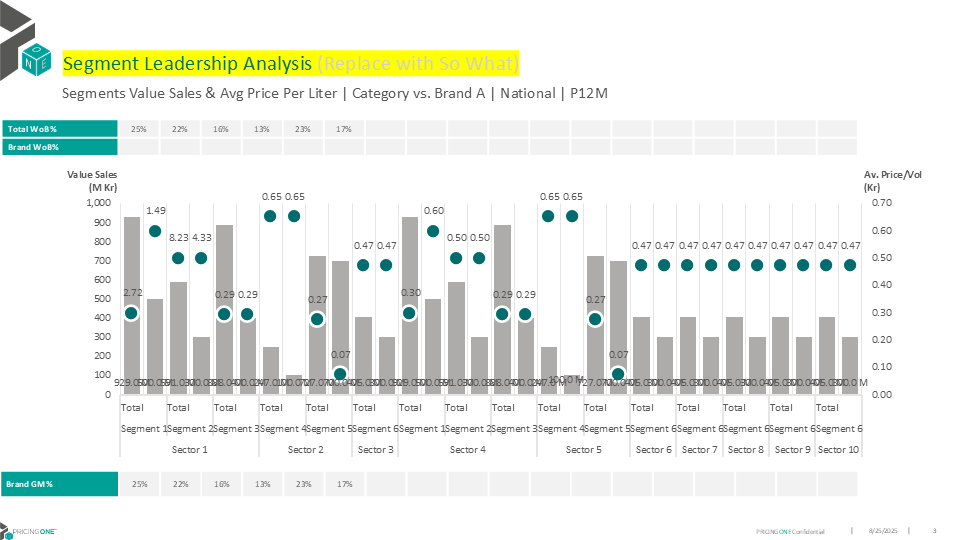 O
N E
Segment Leadership Analysis (Replace with So What)
Segments Value Sales & Avg Price Per Liter | Category vs. Brand A | National | P12M
Total WoB% 25% 22% 16% 13% 23% 17%
Brand WoB%
Value Sales
(M Kr)
Av. Price/Vol
(Kr)
1,000
900
800
700
600
500
400
300
200
100
0
0.70
0.60
0.50
0.40
0.30
0.20
0.10
0.00
2.72 1.49 8.23 4.33 0.29 0.29 0.65 0.65 0.27 0.07 0.47 0.47 0.30 0.60 0.50 0.50 0.29 0.29 0.65 0.65 0.27 0.07 0.47 0.47 0.47 0.47 0.47 0.47 0.47 0.47 0.47 0.47
100.0 M
Total Total Total Total Total Total Total Total Total Total Total Total Total Total Total Total
Segment 1 Segment 2 Segment 3 Segment 4 Segment 5 Segment 6 Segment 1 Segment 2 Segment 3 Segment 4 Segment 5 Segment 6 Segment 6 Segment 6 Segment 6 Segment 6
Sector 1 Sector 2 Sector 3 Sector 4 Sector 5 Sector 6 Sector 7 Sector 8 Sector 9 Sector 10
Brand GM% 25% 22% 16% 13% 23% 17%
PRICINGONE
PRICINGONE Confidential | 8/25/2025 | 3